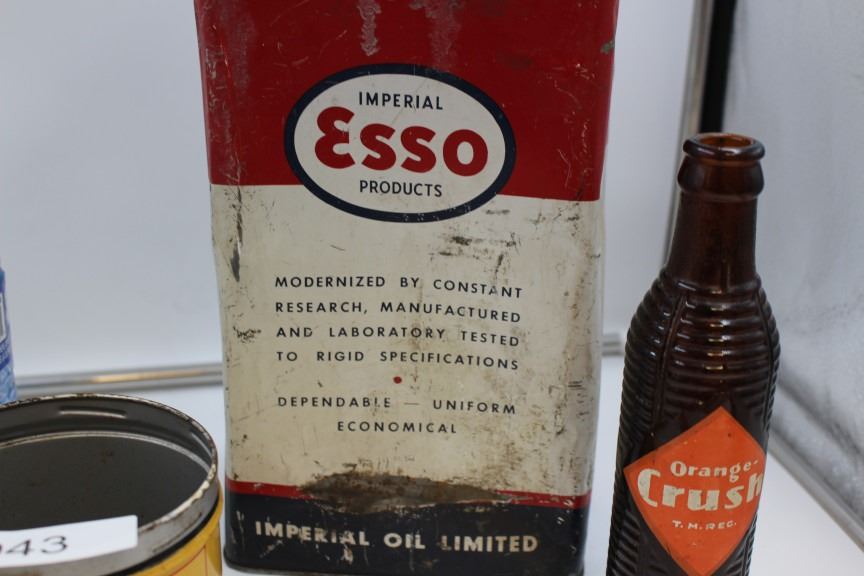 IMPERIAL
Esso
PRODUCTS
MODERNIZED BY CONSTANT
RESEARCH, MANUFACTURED
AND LABORATORY TESTED
TO RIGID SPECIFICATIONS
DEPENDABLE — UNIFORM
ECONOMICAL
IMPERIAL OIL LIMITED
Orange-
Crush
T.M.REG.
43